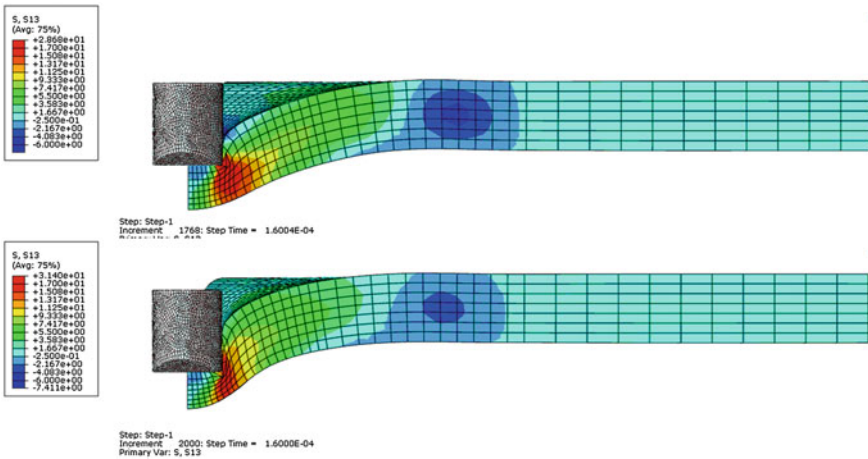 S, S13
(Avg: 75%)
+2.868e+01
+1.700e+01
+1.508e+01
+1.317e+01
+1.125e+01
+9.333e+00
+7.417e+00
+5.500e+00
+3.583e+00
+1.667e+00
-2.500e-01
-2.167e+00
-4.083e+00
-6.000e+00
Step: Step-1
Increment 1768: Step Time = 1.6004E-04
S, S13
(Avg: 75%)
+3.140e+01
+1.700e+01
+1.508e+01
+1.317e+01
+1.125e+01
+9.333e+00
+7.417e+00
+5.500e+00
+3.583e+00
+1.667e+00
-2.500e-01
-2.167e+00
-4.083e+00
-6.000e+00
-7.411e+00
Step: Step-1
Increment 2000: Step Time = 1.6000E-04
Primary Var: S, S13